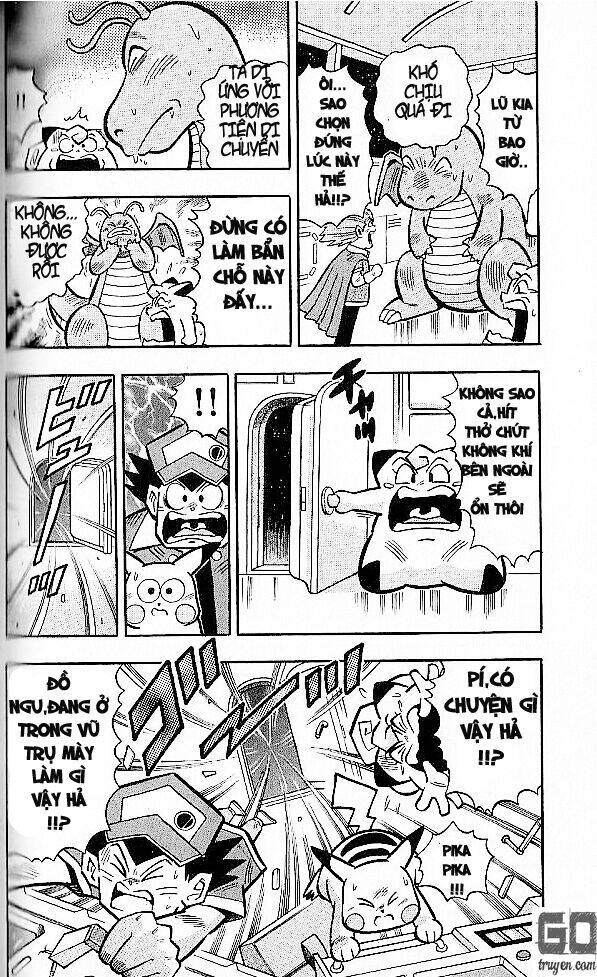 LŨ KIA
TỪ
BAO
GIỜ..
KHÓ
CHỊU
QUÁ ĐI
ÔI...
SAO
CHỌN
ĐÚNG
LÚC NÀY
THẾ
HẢ!!?
TA DỊ
ỨNG VỚI
PHƯƠNG
TIỆN DI
CHUYỂN
ĐỪNG CÓ
LÀM BẨN
CHỖ NÀY
ĐẤY...
KHÔNG...
KHÔNG
ĐƯỢC
RỒI
KHÔNG SAO
CẢ,HÍT
THỞ CHÚT
KHÔNG KHÍ
BÊN NGOÀI
SẼ
ỔN THÔI
!!
PÍ,CÓ
CHUYỆN GÌ
VẬY HẢ
!!?
ĐỒ
NGU,ĐANG Ở
TRONG VŨ
TRỤ MÀY
LÀM GÌ
VẬY HẢ
!!?
PIKA
PIKA
!!!
GO
truyen.com